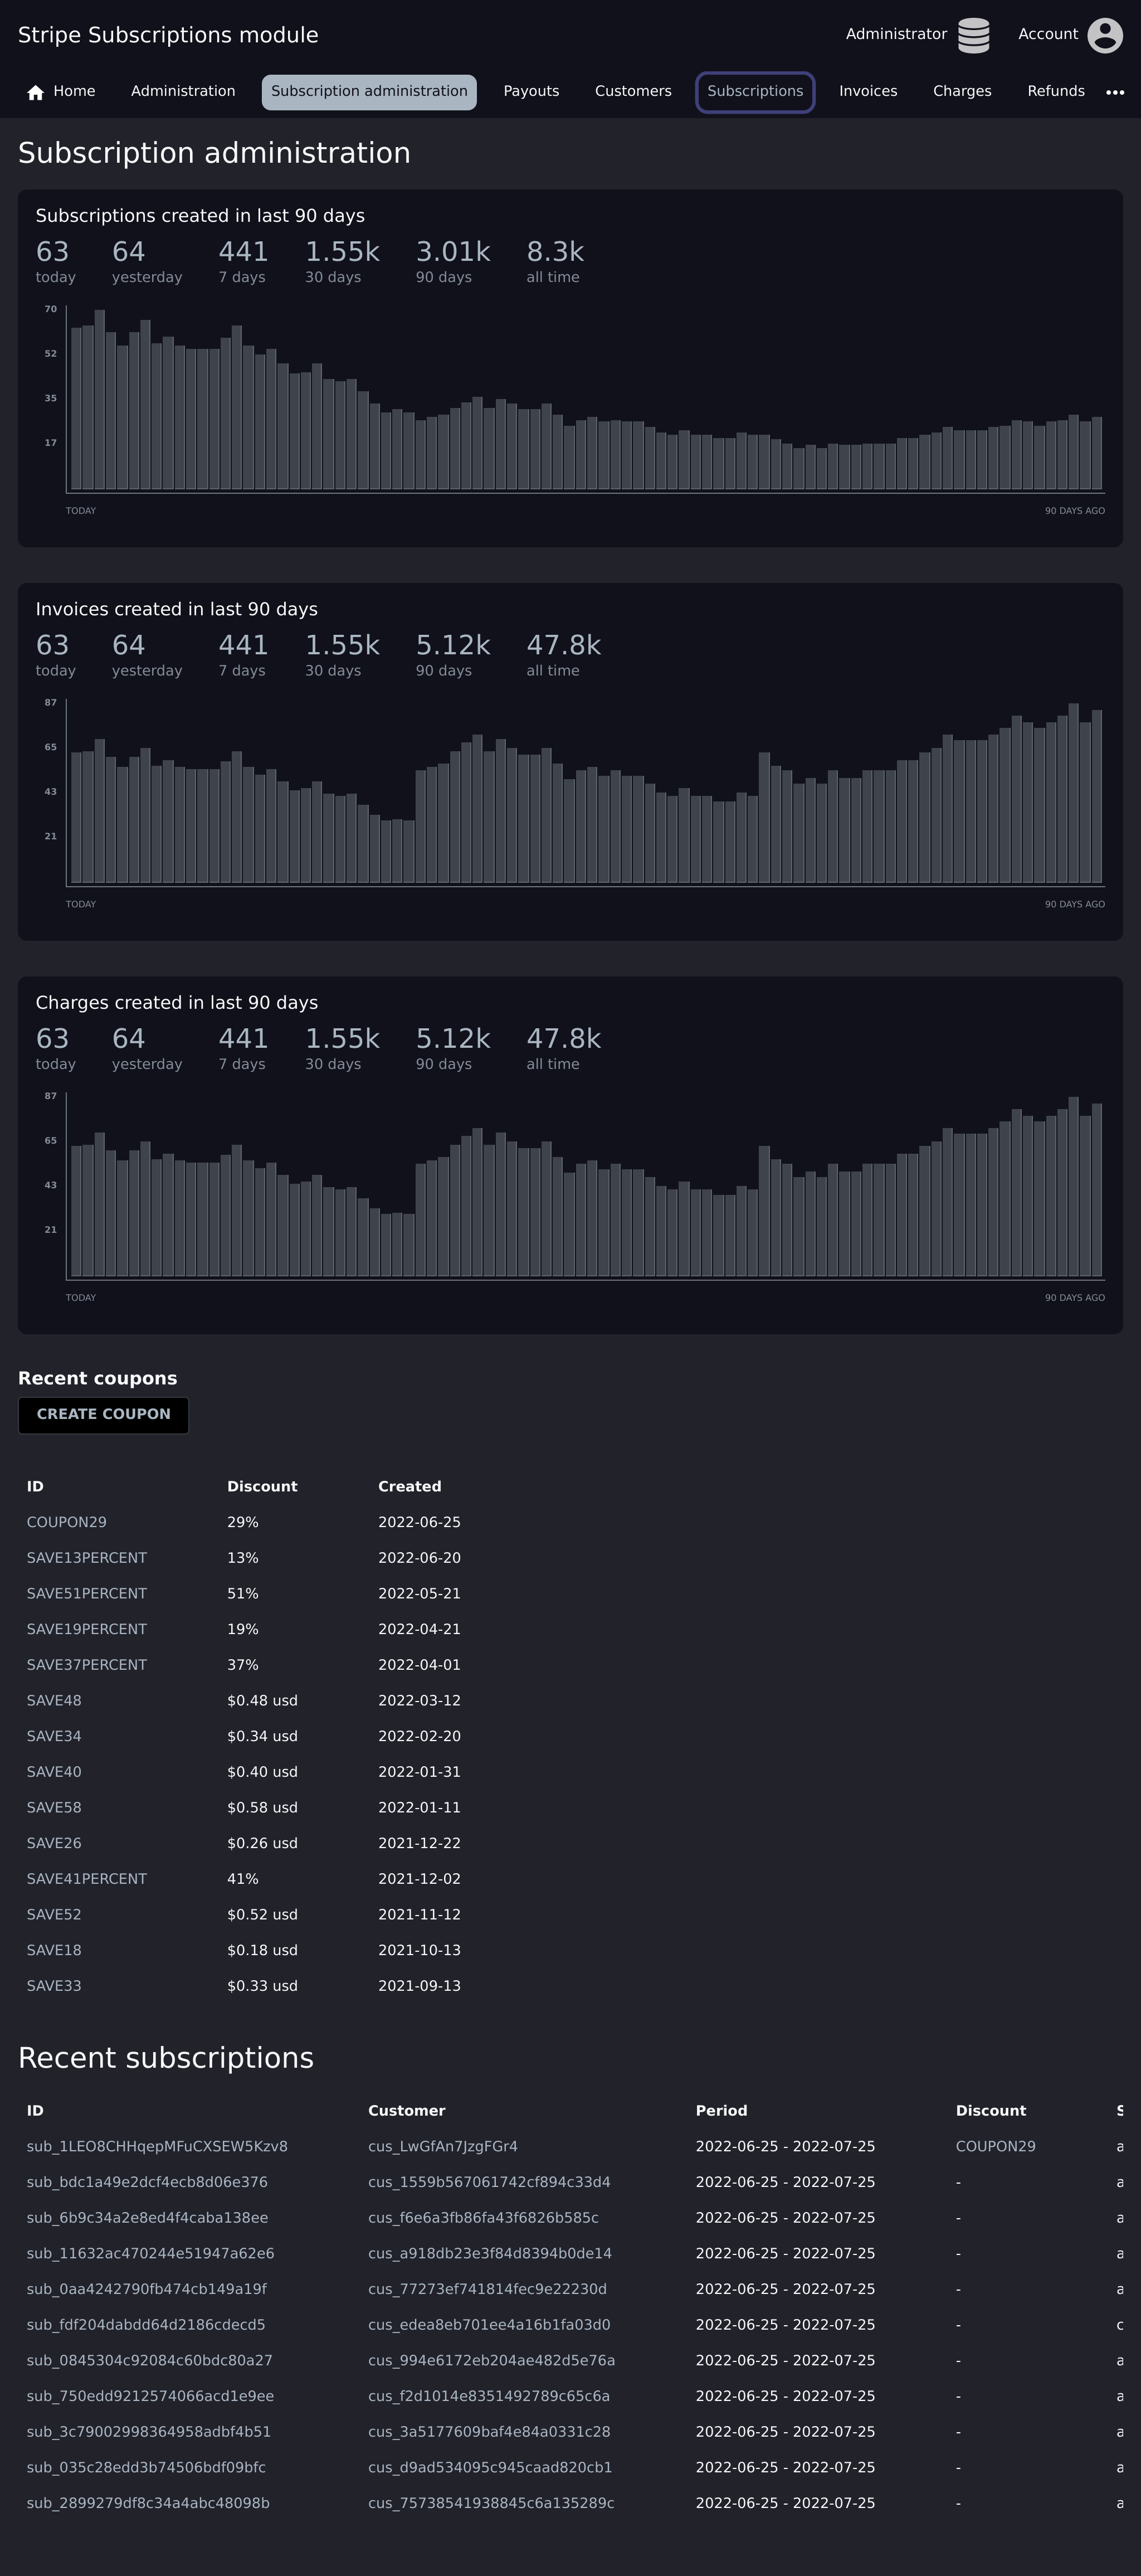 Stripe Subscriptions module
Administrator Account
Home Administration Subscription administration Payouts Customers Subscriptions Invoices Charges Refunds •••
Subscription administration
Subscriptions created in last 90 days
63 64 441 1.55k 3.01k 8.3k
today yesterday 7 days 30 days 90 days all time
70
52
35
17
TODAY 90 DAYS AGO
Invoices created in last 90 days
63 64 441 1.55k 5.12k 47.8k
today yesterday 7 days 30 days 90 days all time
87
65
43
21
TODAY 90 DAYS AGO
Charges created in last 90 days
63 64 441 1.55k 5.12k 47.8k
today yesterday 7 days 30 days 90 days all time
87
65
43
21
TODAY 90 DAYS AGO
Recent coupons
CREATE COUPON
ID Discount Created
COUPON29 29% 2022-06-25
SAVE13PERCENT 13% 2022-06-20
SAVE51PERCENT 51% 2022-05-21
SAVE19PERCENT 19% 2022-04-21
SAVE37PERCENT 37% 2022-04-01
SAVE48 $0.48 usd 2022-03-12
SAVE34 $0.34 usd 2022-02-20
SAVE40 $0.40 usd 2022-01-31
SAVE58 $0.58 usd 2022-01-11
SAVE26 $0.26 usd 2021-12-22
SAVE41PERCENT 41% 2021-12-02
SAVE52 $0.52 usd 2021-11-12
SAVE18 $0.18 usd 2021-10-13
SAVE33 $0.33 usd 2021-09-13
Recent subscriptions
ID Customer Period Discount
sub_1LEO8CHHqepMFuCXSEW5Kzv8 cus_LwGfAn7JzgFGr4 2022-06-25 - 2022-07-25 COUPON29
sub_bdc1a49e2dcf4ecb8d06e376 cus_1559b567061742cf894c33d4 2022-06-25 - 2022-07-25 -
sub_6b9c34a2e8ed4f4caba138ee cus_f6e6a3fb86fa43f6826b585c 2022-06-25 - 2022-07-25 -
sub_11632ac470244e51947a62e6 cus_a918db23e3f84d8394b0de14 2022-06-25 - 2022-07-25 -
sub_0aa4242790fb474cb149a19f cus_77273ef741814fec9e22230d 2022-06-25 - 2022-07-25 -
sub_fdf204dabdd64d2186cdecd5 cus_edea8eb701ee4a16b1fa03d0 2022-06-25 - 2022-07-25 -
sub_0845304c92084c60bdc80a27 cus_994e6172eb204ae482d5e76a 2022-06-25 - 2022-07-25 -
sub_750edd9212574066acd1e9ee cus_f2d1014e8351492789c65c6a 2022-06-25 - 2022-07-25 -
sub_3c79002998364958adbf4b51 cus_3a5177609baf4e84a0331c28 2022-06-25 - 2022-07-25 -
sub_035c28edd3b74506bdf09bfc cus_d9ad534095c945caad820cb1 2022-06-25 - 2022-07-25 -
sub_2899279df8c34a4abc48098b cus_75738541938845c6a135289c 2022-06-25 - 2022-07-25 -